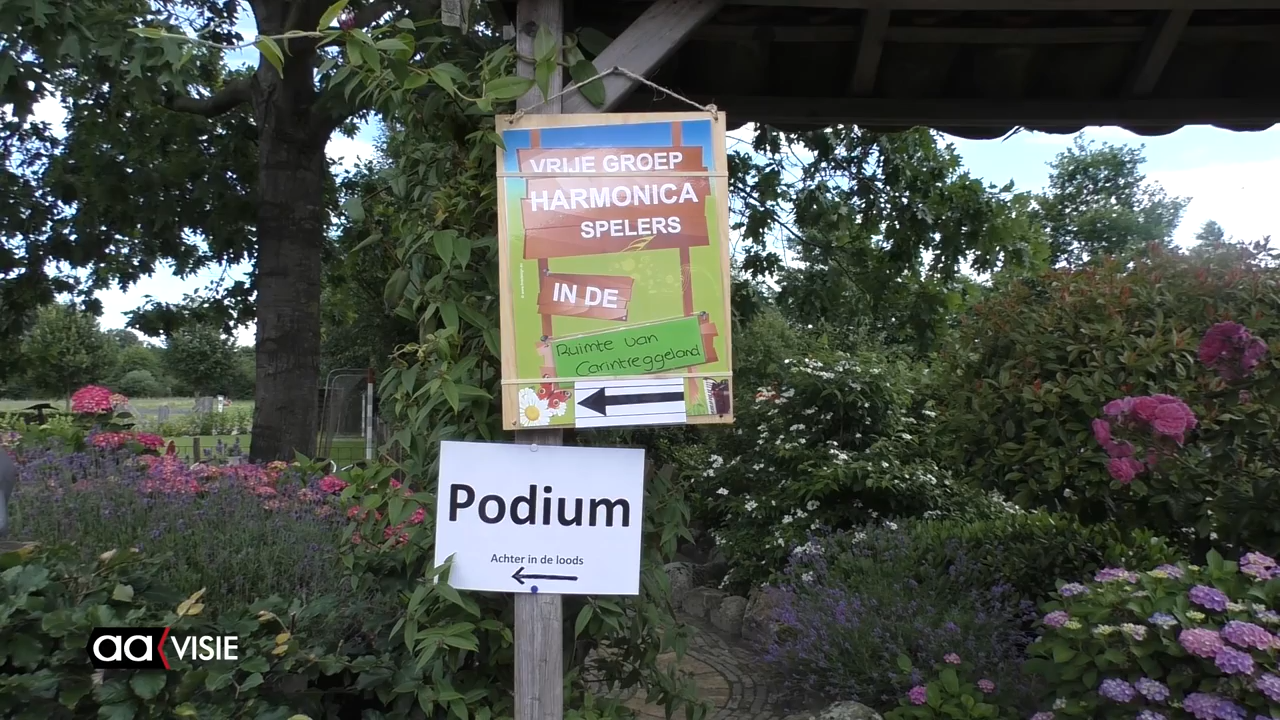 VRIJE GROEP
HARMONICA
SPELERS
IN DE
Ruimte van
Carintreggeland
Podium
Achter in de loods
aa VISIE